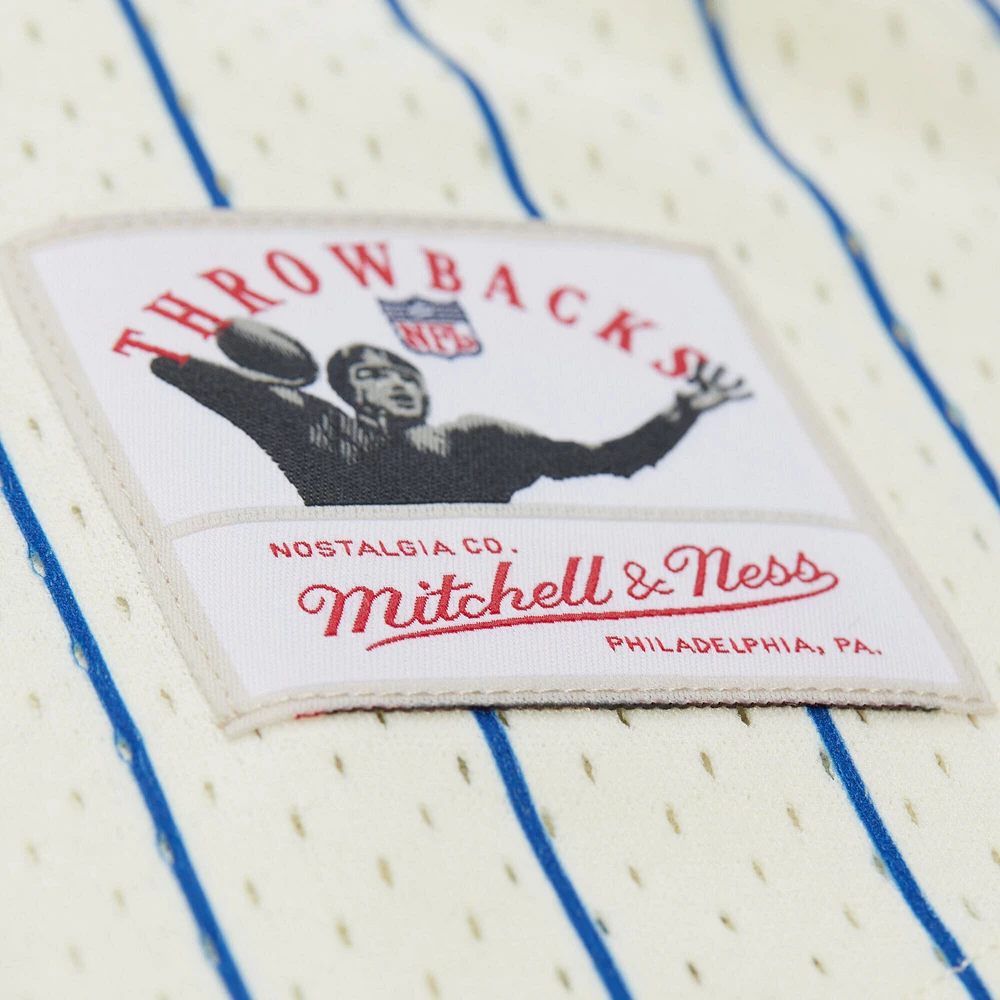 THROWBACKS
NFL
NOSTALGIA CO.
Mitchell & Ness
PHILADELPHIA, PA.